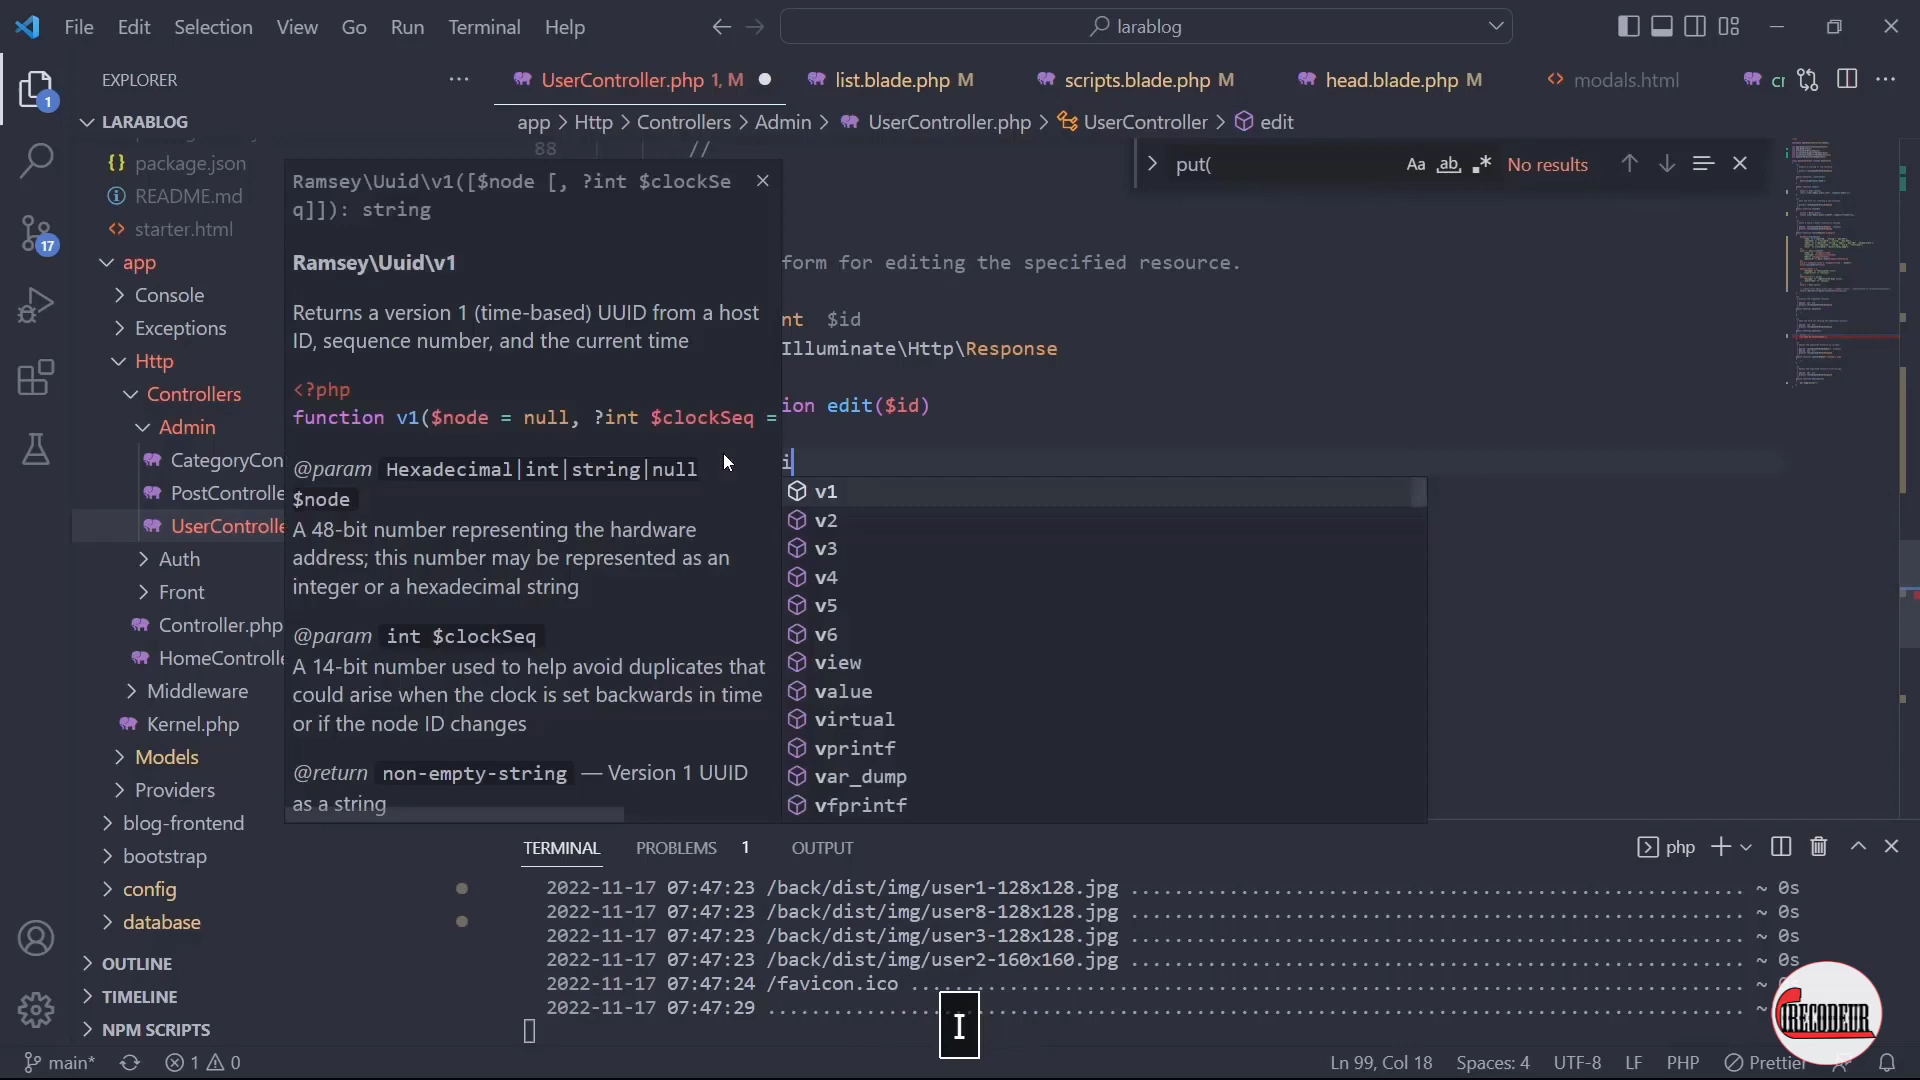 File Edit Selection View Go Run Terminal Help
larablog
EXPLORER
UserController.php 1, M
list.blade.php M
scripts.blade.php M
head.blade.php M
modals.html
cr
app > Http > Controllers > Admin > UserController.php > UserController > edit
LARABLOG
package.json
README.md
starter.html
app
Console
Exceptions
Http
Controllers
Admin
CategoryCon
PostControlle
UserControlle
Auth
Front
Controller.php
HomeControlle
Middleware
Kernel.php
Models
Providers
blog-frontend
bootstrap
config
database
OUTLINE
TIMELINE
NPM SCRIPTS
1
17
88 //
put(
Aa ab .*
No results
Ramsey\Uuid\v1([$node [, ?int $clockSe
q]]): string
Ramsey\Uuid\v1
Returns a version 1 (time-based) UUID from a host
ID, sequence number, and the current time
<?php
function v1($node = null, ?int $clockSeq =
@param Hexadecimal|int|string|null
$node
A 48-bit number representing the hardware
address; this number may be represented as an
integer or a hexadecimal string
@param int $clockSeq
A 14-bit number used to help avoid duplicates that
could arise when the clock is set backwards in time
or if the node ID changes
@return non-empty-string — Version 1 UUID
as a string
form for editing the specified resource.
nt $id
Illuminate\Http\Response
ion edit($id)
i
v1
v2
v3
v4
v5
v6
view
value
virtual
vprintf
var_dump
vfprintf
TERMINAL PROBLEMS 1 OUTPUT
php
2022-11-17 07:47:23 /back/dist/img/user1-128x128.jpg ~ 0s
2022-11-17 07:47:23 /back/dist/img/user8-128x128.jpg ~ 0s
2022-11-17 07:47:23 /back/dist/img/user3-128x128.jpg ~ 0s
2022-11-17 07:47:23 /back/dist/img/user2-160x160.jpg ~ 0s
2022-11-17 07:47:24 /favicon.ico ~
2022-11-17 07:47:29 ~
I
main* 1 0
Ln 99, Col 18 Spaces: 4 UTF-8 LF PHP Prettier